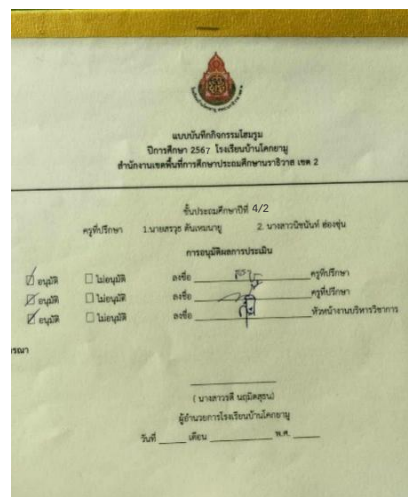 แบบบันทึกกิจกรรมโฮมรูม
ปีการศึกษา 2567 โรงเรียนบ้านโคกยามู
สำนักงานเขตพื้นที่การศึกษาประถมศึกษานราธิวาส เขต 2
ชั้นประถมศึกษาปีที่ 4/2
ครูที่ปรึกษา 1.นายสรวุธ ตันเหมนายู 2. นางสาวนิชนันท์ ฮ่องซุ่น
การอนุมัติผลการประเมิน
อนุมัติ ไม่อนุมัติ ลงชื่อ ครูที่ปรึกษา
อนุมัติ ไม่อนุมัติ ลงชื่อ ครูที่ปรึกษา
อนุมัติ ไม่อนุมัติ ลงชื่อ หัวหน้างานบริหารวิชาการ
รณา
( นางสาวรตี นฤมิตสุธน)
ผู้อำนวยการโรงเรียนบ้านโคกยามู
วันที่ เดือน พ.ศ.